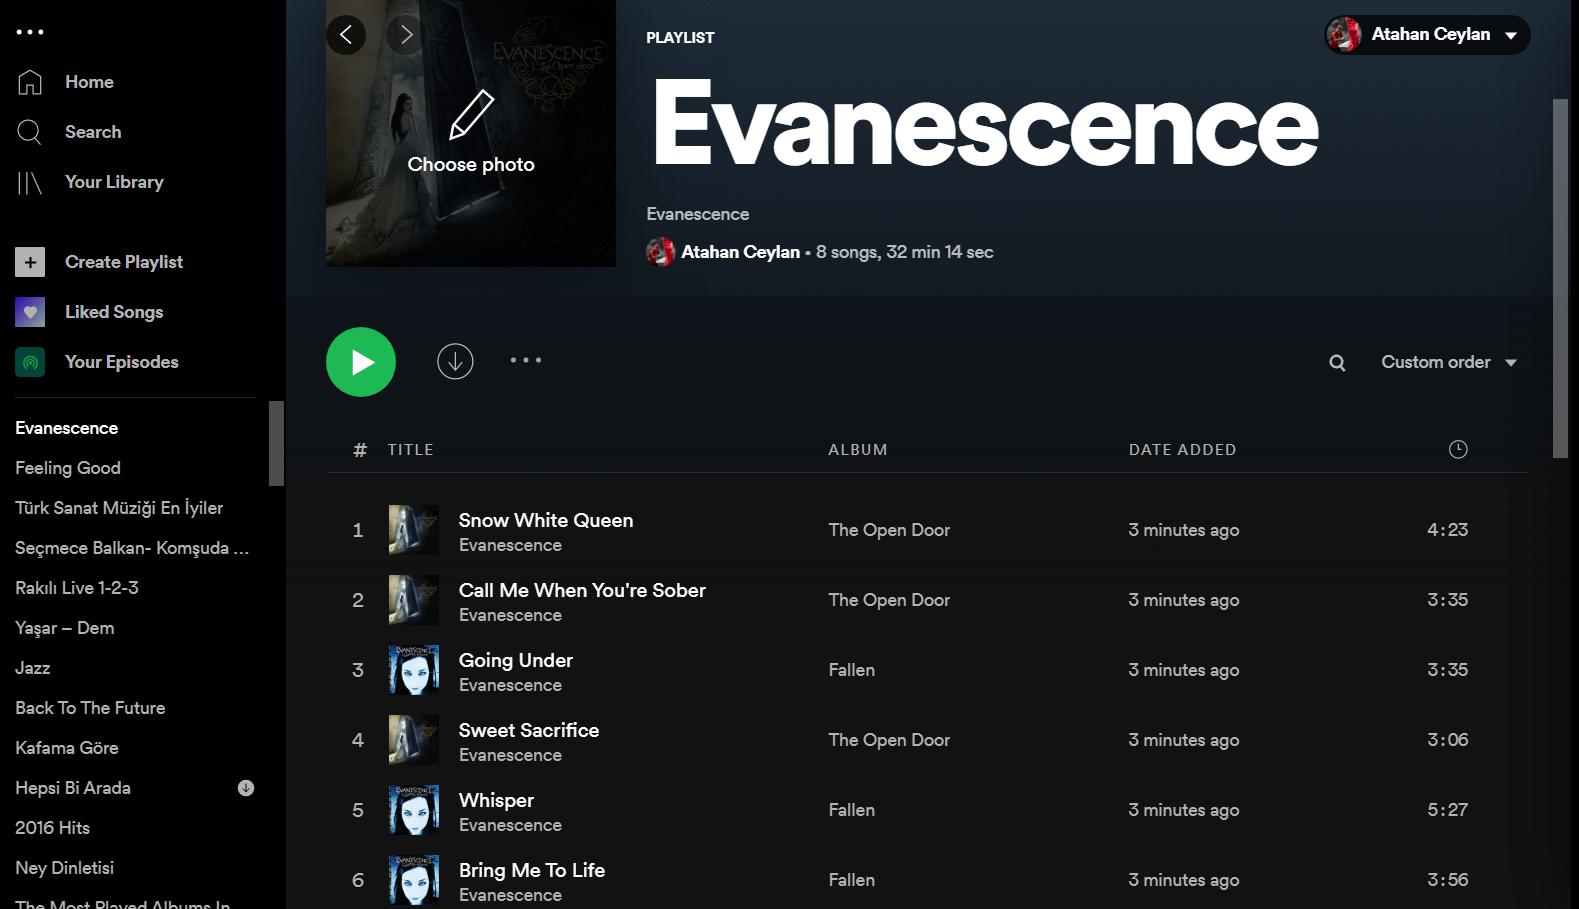 Home
Search
Your Library
Create Playlist
Liked Songs
Your Episodes
Evanescence
Feeling Good
Türk Sanat Müziği En İyiler
Seçmece Balkan- Komşuda ...
Rakılı Live 1-2-3
Yaşar – Dem
Jazz
Back To The Future
Kafama Göre
Hepsi Bi Arada
2016 Hits
Ney Dinletisi
The Most Played Albums In
EVANESCENCE
The Open door
Choose photo
PLAYLIST
Atahan Ceylan
Evanescence
Evanescence
Atahan Ceylan • 8 songs, 32 min 14 sec
Custom order
# TITLE ALBUM DATE ADDED
1 Snow White Queen The Open Door 3 minutes ago 4:23
Evanescence
2 Call Me When You're Sober The Open Door 3 minutes ago 3:35
Evanescence
3 Going Under Fallen 3 minutes ago 3:35
Evanescence
4 Sweet Sacrifice The Open Door 3 minutes ago 3:06
Evanescence
5 Whisper Fallen 3 minutes ago 5:27
Evanescence
6 Bring Me To Life Fallen 3 minutes ago 3:56
Evanescence